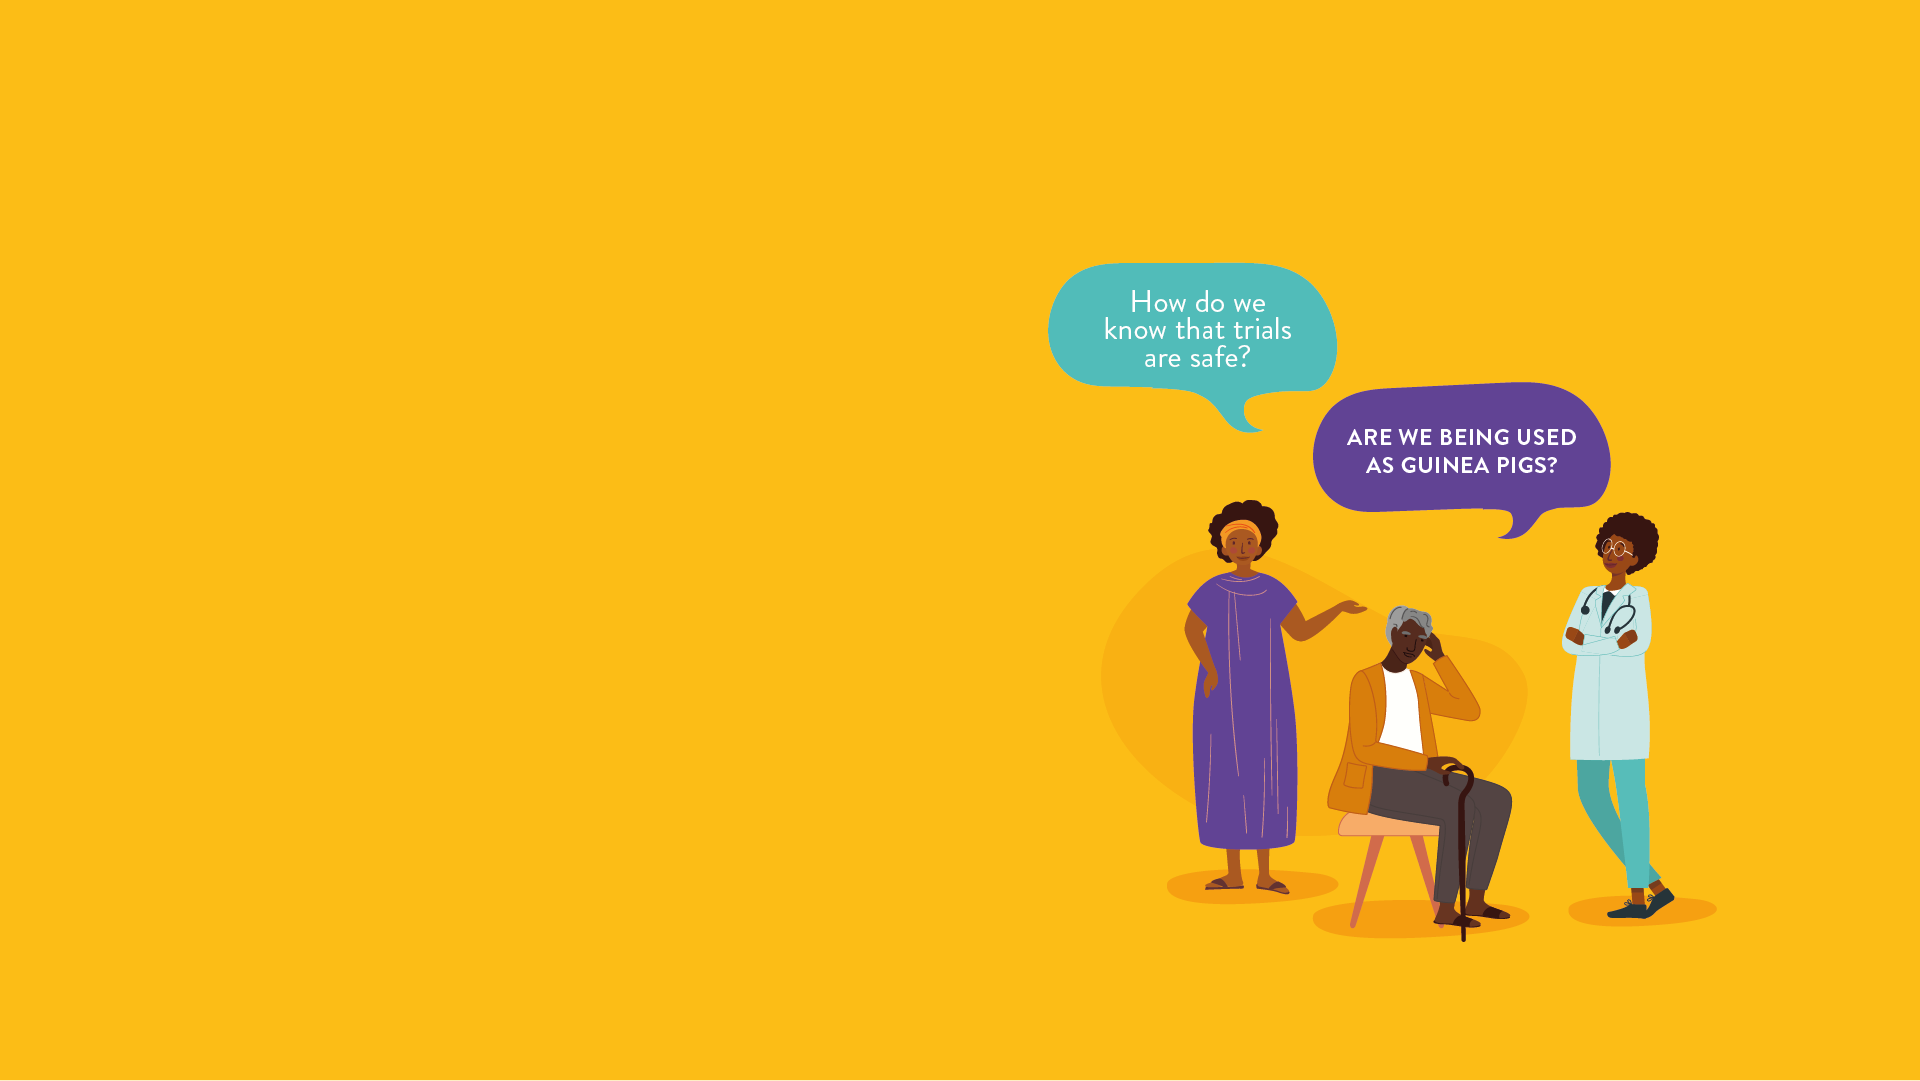 How do we
know that trials
are safe?
ARE WE BEING USED
AS GUINEA PIGS?